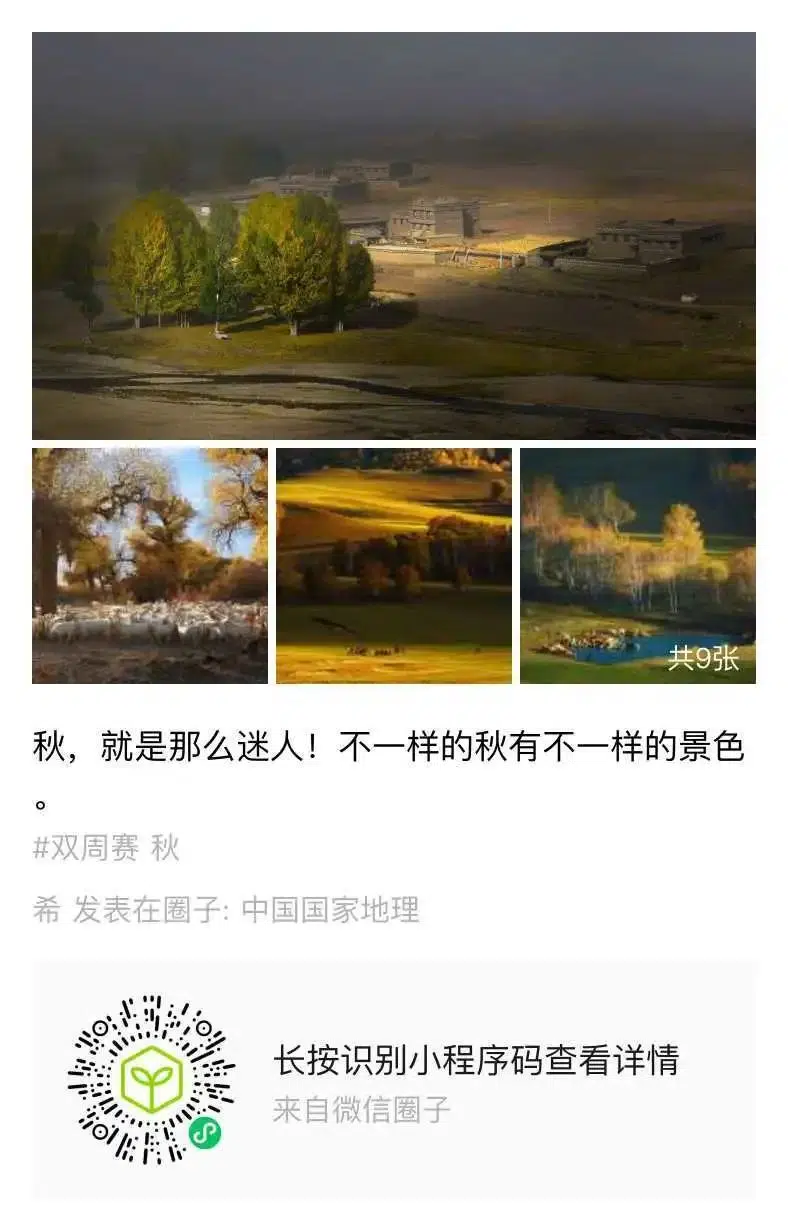 共9张
秋，就是那么迷人！不一样的秋有不一样的景色
。
#双周赛 秋
希 发表在圈子: 中国国家地理
长按识别小程序码查看详情
来自微信圈子